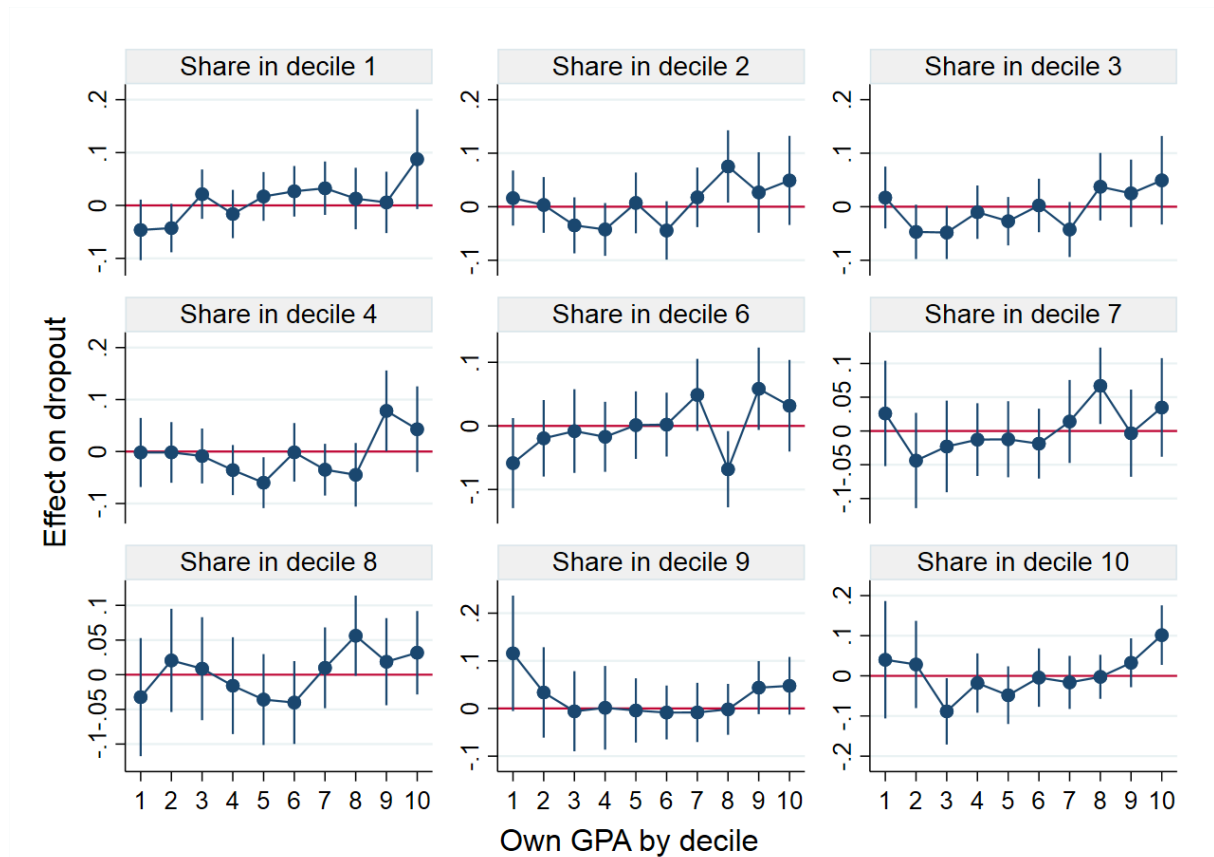 Share in decile 1
Share in decile 2
Share in decile 3
.2
.1
0
-.1
.2
.1
0
-.1
.2
.1
0
-.1
Share in decile 4
Share in decile 6
Share in decile 7
.2
.1
0
-.1
.1
0
-.1
.1
.05
0
-.05
-.1
Share in decile 8
Share in decile 9
Share in decile 10
.1
.05
0
-.05
-.1
.2
.1
0
-.1
.2
.1
0
-.1
-.2
1 2 3 4 5 6 7 8 9 10
1 2 3 4 5 6 7 8 9 10
1 2 3 4 5 6 7 8 9 10
Effect on dropout
Own GPA by decile